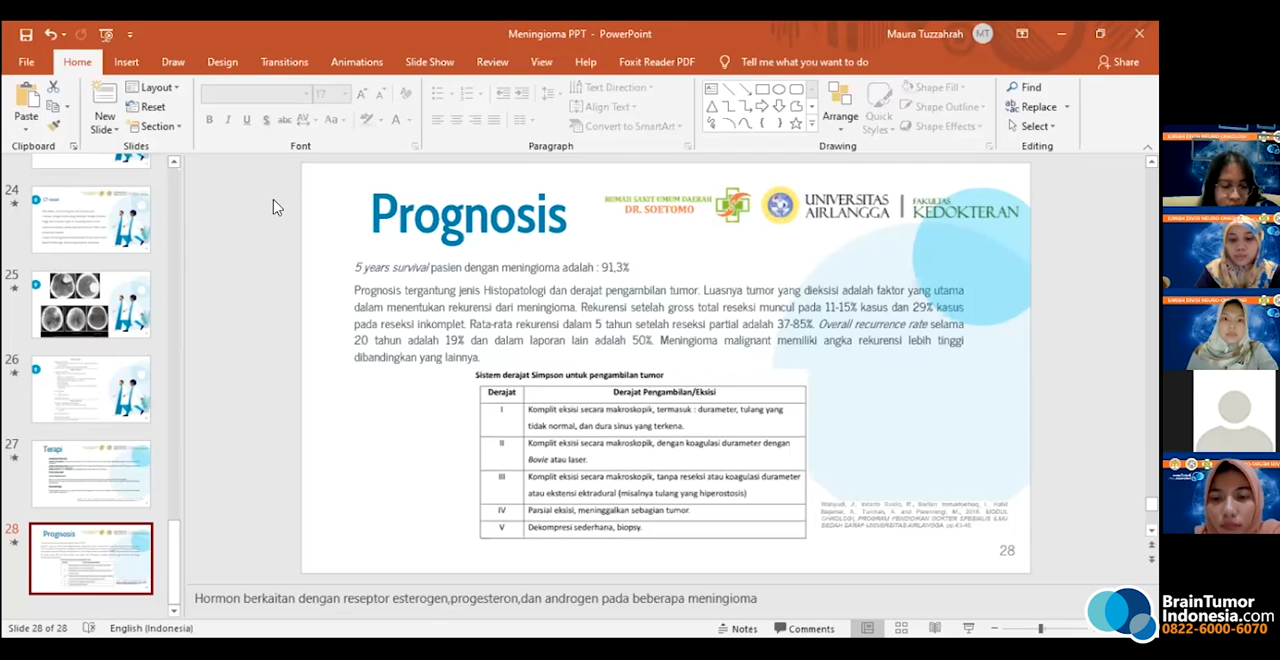 Meningioma PPT - PowerPoint
Maura Tuzzahrah MT
File Home Insert Draw Design Transitions Animations Slide Show Review View Help Foxit Reader PDF Tell me what you want to do Share
Paste
Clipboard
New Slide
Layout
Reset
Section
Slides
17
Font
Text Direction
Align Text
Convert to SmartArt
Paragraph
Arrange
Quick Styles
Shape Fill
Shape Outline
Shape Effects
Drawing
Find
Replace
Select
Editing
24
25
26
27
Terapi
28
Prognosis
Prognosis
RUMAH SAKIT UMUM DAERAH
DR. SOETOMO
UNIVERSITAS
AIRLANGGA
FAKULTAS
KEDOKTERAN
5 years survival pasien dengan meningioma adalah : 91,3%
Prognosis tergantung jenis Histopatologi dan derajat pengambilan tumor. Luasnya tumor yang dieksisi adalah faktor yang utama
dalam menentukan rekurensi dari meningioma. Rekurensi setelah gross total reseksi muncul pada 11-15% kasus dan 29% kasus
pada reseksi inkomplet. Rata-rata rekurensi dalam 5 tahun setelah reseksi partial adalah 37-85%. Overall recurrence rate selama
20 tahun adalah 19% dan dalam laporan lain adalah 50%. Meningioma malignant memiliki angka rekurensi lebih tinggi
dibandingkan yang lainnya.
Sistem derajat Simpson untuk pengambilan tumor
Derajat Derajat Pengambilan/Eksisi
I Komplit eksisi secara makroskopik, termasuk : durameter, tulang yang
tidak normal, dan dura sinus yang terkena.
II Komplit eksisi secara makroskopik, dengan koagulasi durameter dengan
Bovie atau laser.
III Komplit eksisi secara makroskopik, tanpa reseksi atau koagulasi durameter
atau ekstensi ektradural (misalnya tulang yang hiperostosis)
IV Parsial eksisi, meninggalkan sebagian tumor.
V Dekompresi sederhana, biopsy.
28
Hormon berkaitan dengan reseptor esterogen,progesteron,dan androgen pada beberapa meningioma
Slide 28 of 28 English (Indonesia) Notes Comments
BrainTumor
Indonesia.com
0822-6000-6070